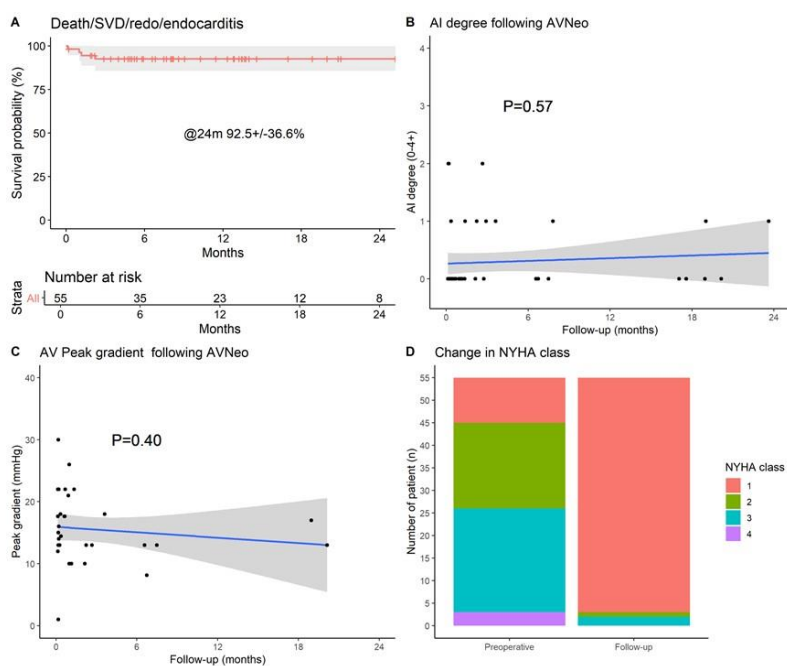 A Death/SVD/redo/endocarditis
Survival probability (%)
100
75
50
25
0
@24m 92.5+/-36.6%
0 6 12 18 24
Months
Number at risk
Strata
All 55 35 23 12 8
0 6 12 18 24
Months
B AI degree following AVNeo
AI degree (0-4+)
4
3
2
1
0
P=0.57
0 6 12 18 24
Follow-up (months)
C AV Peak gradient following AVNeo
Peak gradient (mmHg)
40
30
20
10
0
P=0.40
0 6 12 18 24
Follow-up (months)
D Change in NYHA class
Number of patient (n)
55
50
45
40
35
30
25
20
15
10
5
0
Preoperative Follow-up
NYHA class
1
2
3
4